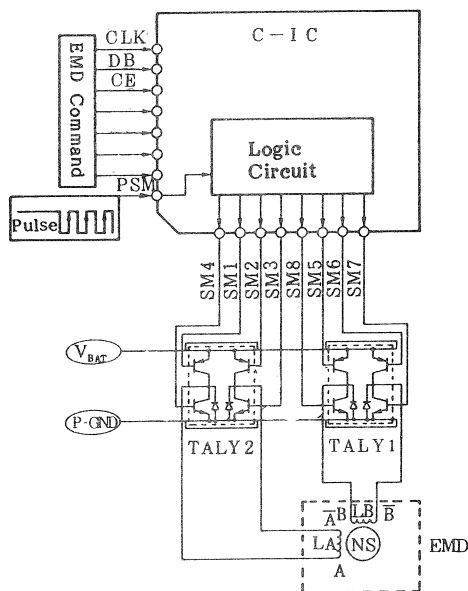 C-IC
EMD Command
CLK
DB
CE
PSM
Pulse
Logic
Circuit
SM4
SM1
SM2
SM3
SM8
SM5
SM6
SM7
VBAT
P-GND
TALY2
TALY1
A̅
B
LB
B̅
LA
NS
A
EMD